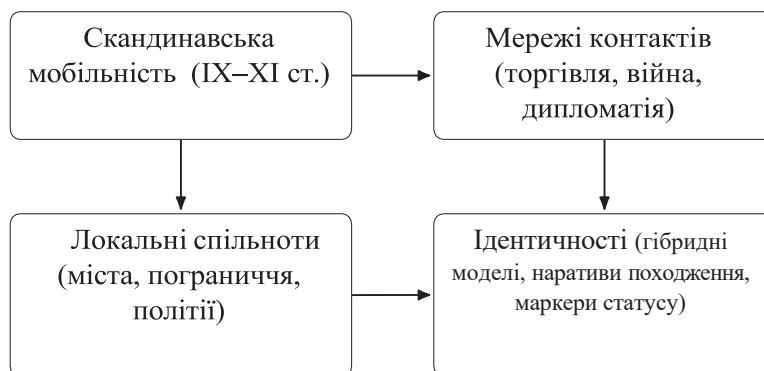 Скандинавська
мобільність (IX–XI ст.)
Мережі контактів
(торгівля, війна,
дипломатія)
Локальні спільноти
(міста, пограниччя,
політії)
Ідентичності (гібридні
моделі, наративи походження,
маркери статусу)